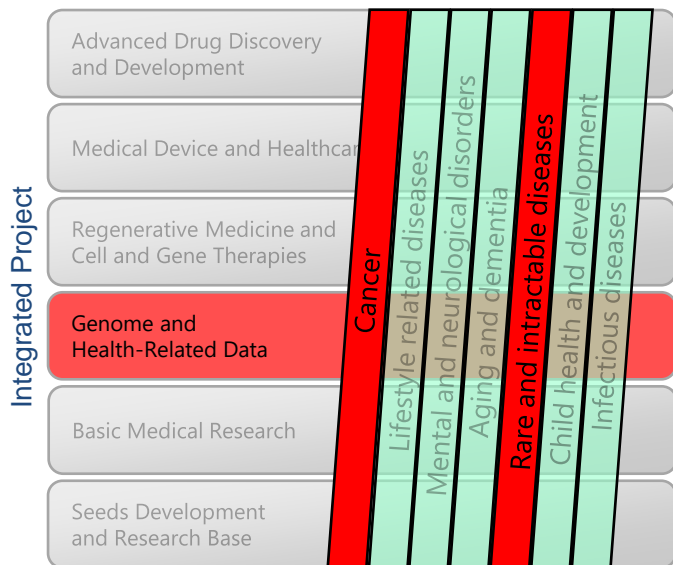 Integrated Project
Advanced Drug Discovery
and Development
Medical Device and Healthcar
Regenerative Medicine and
Cell and Gene Therapies
Genome and
Health-Related Data
Basic Medical Research
Seeds Development
and Research Base
Cancer
Lifestyle related diseases
Mental and neurological disorders
Aging and dementia
Rare and intractable diseases
Child health and development
Infectious diseases